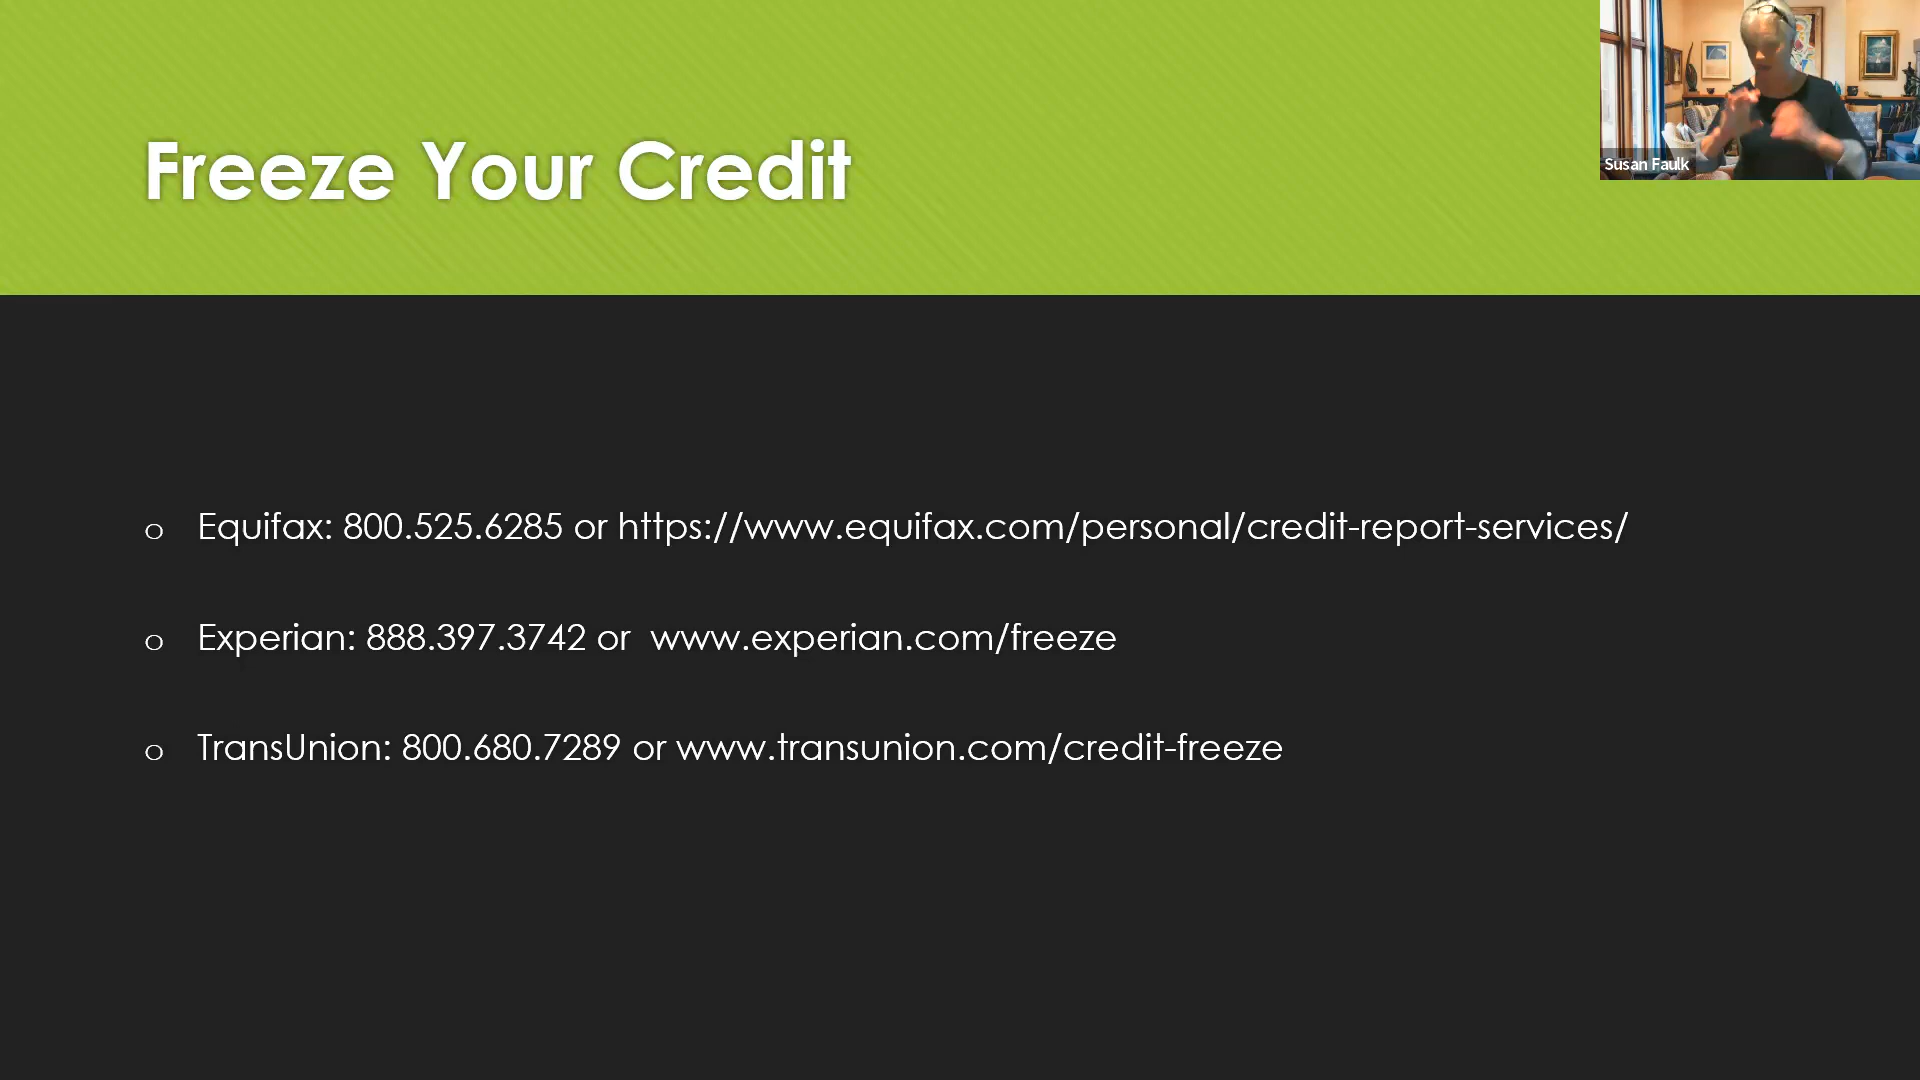 Freeze Your Credit
Susan Faulk
o Equifax: 800.525.6285 or https://www.equifax.com/personal/credit-report-services/
o Experian: 888.397.3742 or  www.experian.com/freeze
o TransUnion: 800.680.7289 or www.transunion.com/credit-freeze